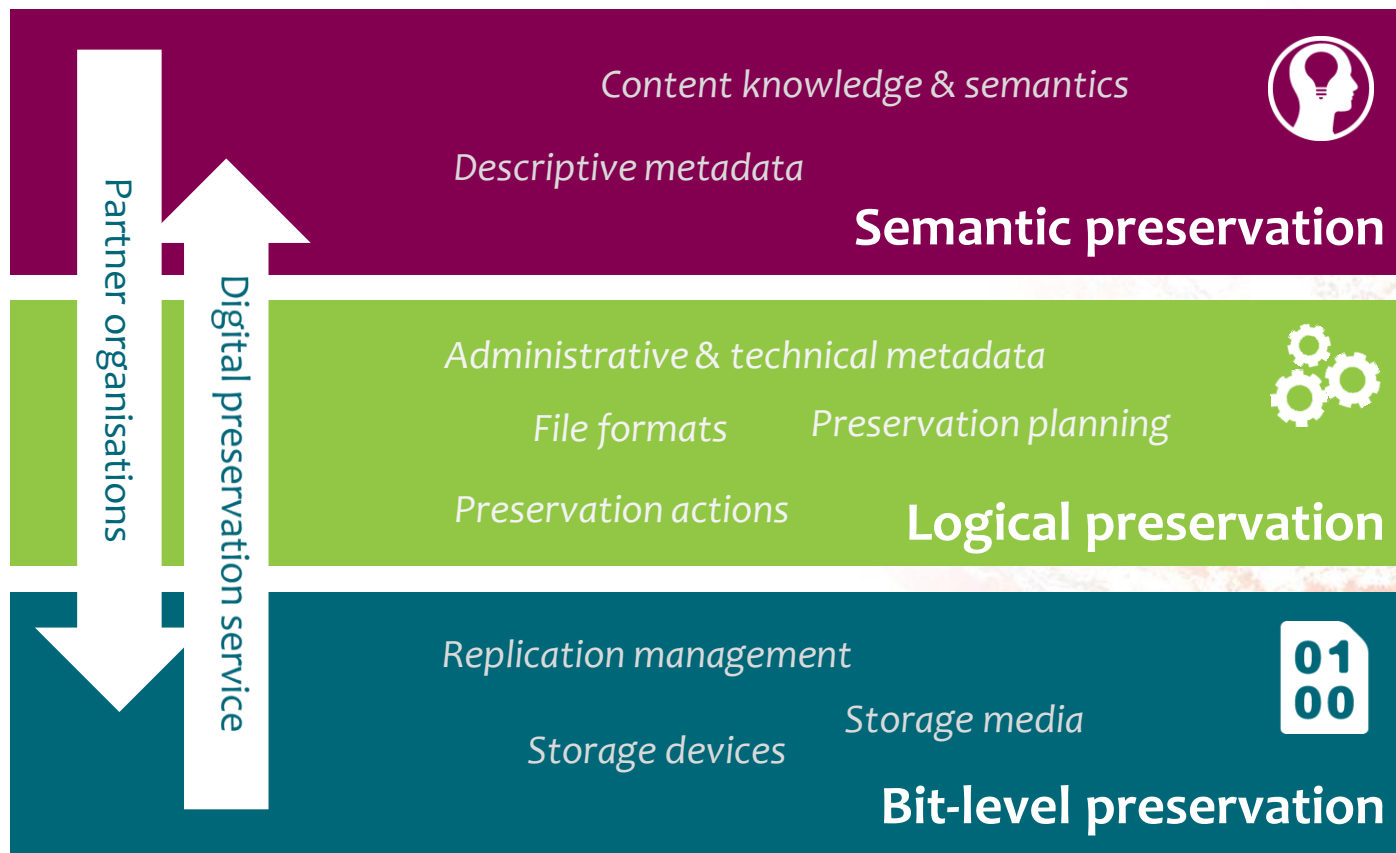 Partner organisations
Digital preservation service
Content knowledge & semantics
Descriptive metadata
Semantic preservation
Administrative & technical metadata
File formats
Preservation planning
Preservation actions
Logical preservation
Replication management
Storage media
Storage devices
Bit-level preservation
01
00